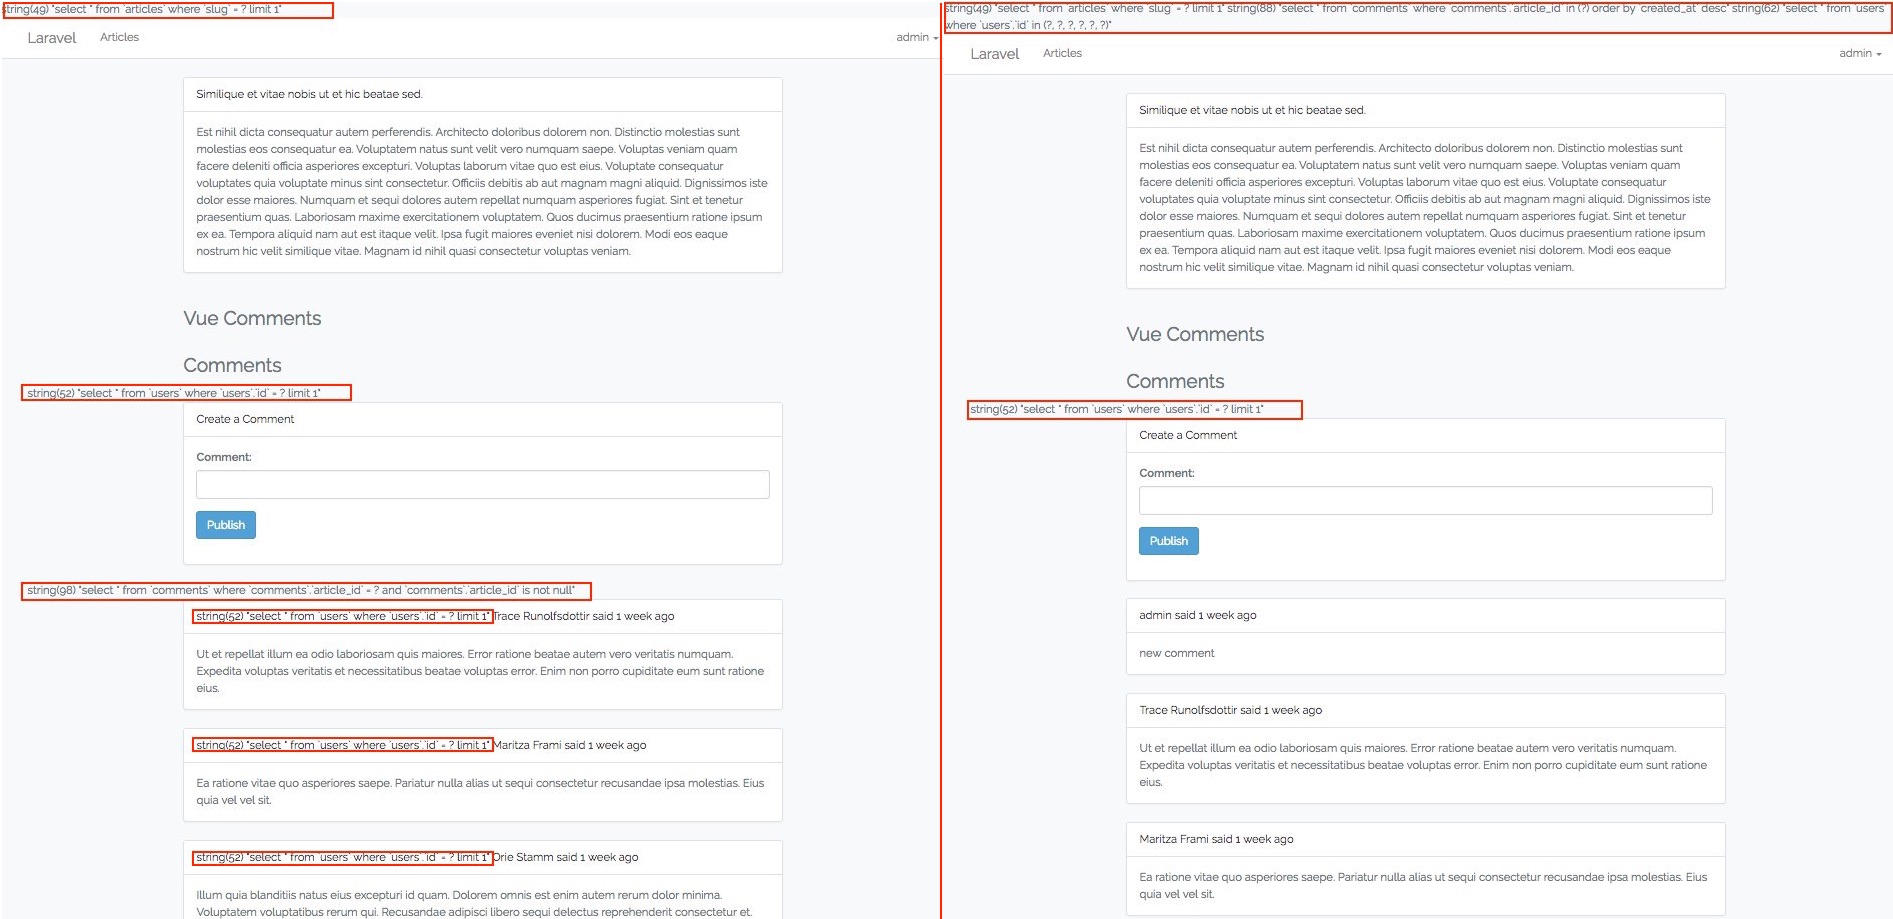 string(49) "select * from `articles` where `slug` = ? limit 1"
Laravel Articles admin
Similique et vitae nobis ut et hic beatae sed.
Est nihil dicta consequatur autem perferendis. Architecto doloribus dolorem non. Distinctio molestias sunt
molestias eos consequatur ea. Voluptatem natus sunt velit vero numquam saepe. Voluptas veniam quam
facere deleniti officia asperiores excepturi. Voluptas laborum vitae quo est eius. Voluptate consequatur
voluptates quia voluptate minus sint consectetur. Officiis debitis ab aut magnam magni aliquid. Dignissimos iste
dolor esse maiores. Numquam et sequi dolores autem repellat numquam asperiores fugiat. Sint et tenetur
praesentium quas. Laboriosam maxime exercitationem voluptatem. Quos ducimus praesentium ratione ipsum
ex ea. Tempora aliquid nam aut est itaque velit. Ipsa fugit maiores eveniet nisi dolorem. Modi eos eaque
nostrum hic velit similique vitae. Magnam id nihil quasi consectetur voluptas veniam.
Vue Comments
Comments
string(52) "select * from `users` where `users`.`id` = ? limit 1"
Create a Comment
Comment:
Publish
string(98) "select * from `comments` where `comments`.`article_id` = ? and `comments`.`article_id` is not null"
string(52) "select * from `users` where `users`.`id` = ? limit 1" Trace Runolfsdottir said 1 week ago
Ut et repellat illum ea odio laboriosam quis maiores. Error ratione beatae autem vero veritatis numquam.
Expedita voluptas veritatis et necessitatibus beatae voluptas error. Enim non porro cupiditate eum sunt ratione
eius.
string(52) "select * from `users` where `users`.`id` = ? limit 1" Maritza Frami said 1 week ago
Ea ratione vitae quo asperiores saepe. Pariatur nulla alias ut sequi consectetur recusandae ipsa molestias. Eius
quia vel vel sit.
string(52) "select * from `users` where `users`.`id` = ? limit 1" Orie Stamm said 1 week ago
Illum quia blanditiis natus eius excepturi id quam. Dolorem omnis est enim autem rerum dolor minima.
Voluptatem voluptatibus rerum qui. Recusandae adipisci libero sequi delectus reprehenderit consectetur et.
string(49) "select * from `articles` where `slug` = ? limit 1" string(88) "select * from `comments` where `comments`.`article_id` in (?) order by `created_at` desc" string(62) "select * from `users`
where `users`.`id` in (?, ?, ?, ?, ?, ?)"
Laravel Articles admin
Similique et vitae nobis ut et hic beatae sed.
Est nihil dicta consequatur autem perferendis. Architecto doloribus dolorem non. Distinctio molestias sunt
molestias eos consequatur ea. Voluptatem natus sunt velit vero numquam saepe. Voluptas veniam quam
facere deleniti officia asperiores excepturi. Voluptas laborum vitae quo est eius. Voluptate consequatur
voluptates quia voluptate minus sint consectetur. Officiis debitis ab aut magnam magni aliquid. Dignissimos iste
dolor esse maiores. Numquam et sequi dolores autem repellat numquam asperiores fugiat. Sint et tenetur
praesentium quas. Laboriosam maxime exercitationem voluptatem. Quos ducimus praesentium ratione ipsum
ex ea. Tempora aliquid nam aut est itaque velit. Ipsa fugit maiores eveniet nisi dolorem. Modi eos eaque
nostrum hic velit similique vitae. Magnam id nihil quasi consectetur voluptas veniam.
Vue Comments
Comments
string(52) "select * from `users` where `users`.`id` = ? limit 1"
Create a Comment
Comment:
Publish
admin said 1 week ago
new comment
Trace Runolfsdottir said 1 week ago
Ut et repellat illum ea odio laboriosam quis maiores. Error ratione beatae autem vero veritatis numquam.
Expedita voluptas veritatis et necessitatibus beatae voluptas error. Enim non porro cupiditate eum sunt ratione
eius.
Maritza Frami said 1 week ago
Ea ratione vitae quo asperiores saepe. Pariatur nulla alias ut sequi consectetur recusandae ipsa molestias. Eius
quia vel vel sit.